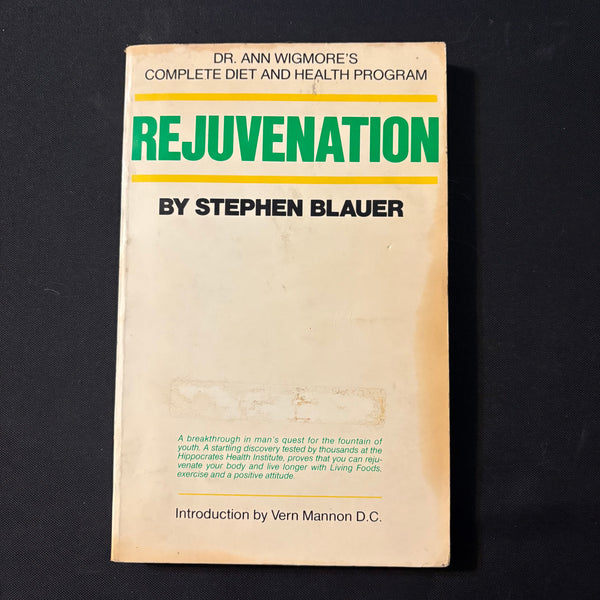 DR. ANN WIGMORE'S
COMPLETE DIET AND HEALTH PROGRAM
REJUVENATION
BY STEPHEN BLAUER
A breakthrough in man's quest for the fountain of
youth. A startling discovery tested by thousands at the
Hippocrates Health Institute, proves that you can reju-
venate your body and live longer with Living Foods,
exercise and a positive attitude.
Introduction by Vern Mannon D.C.